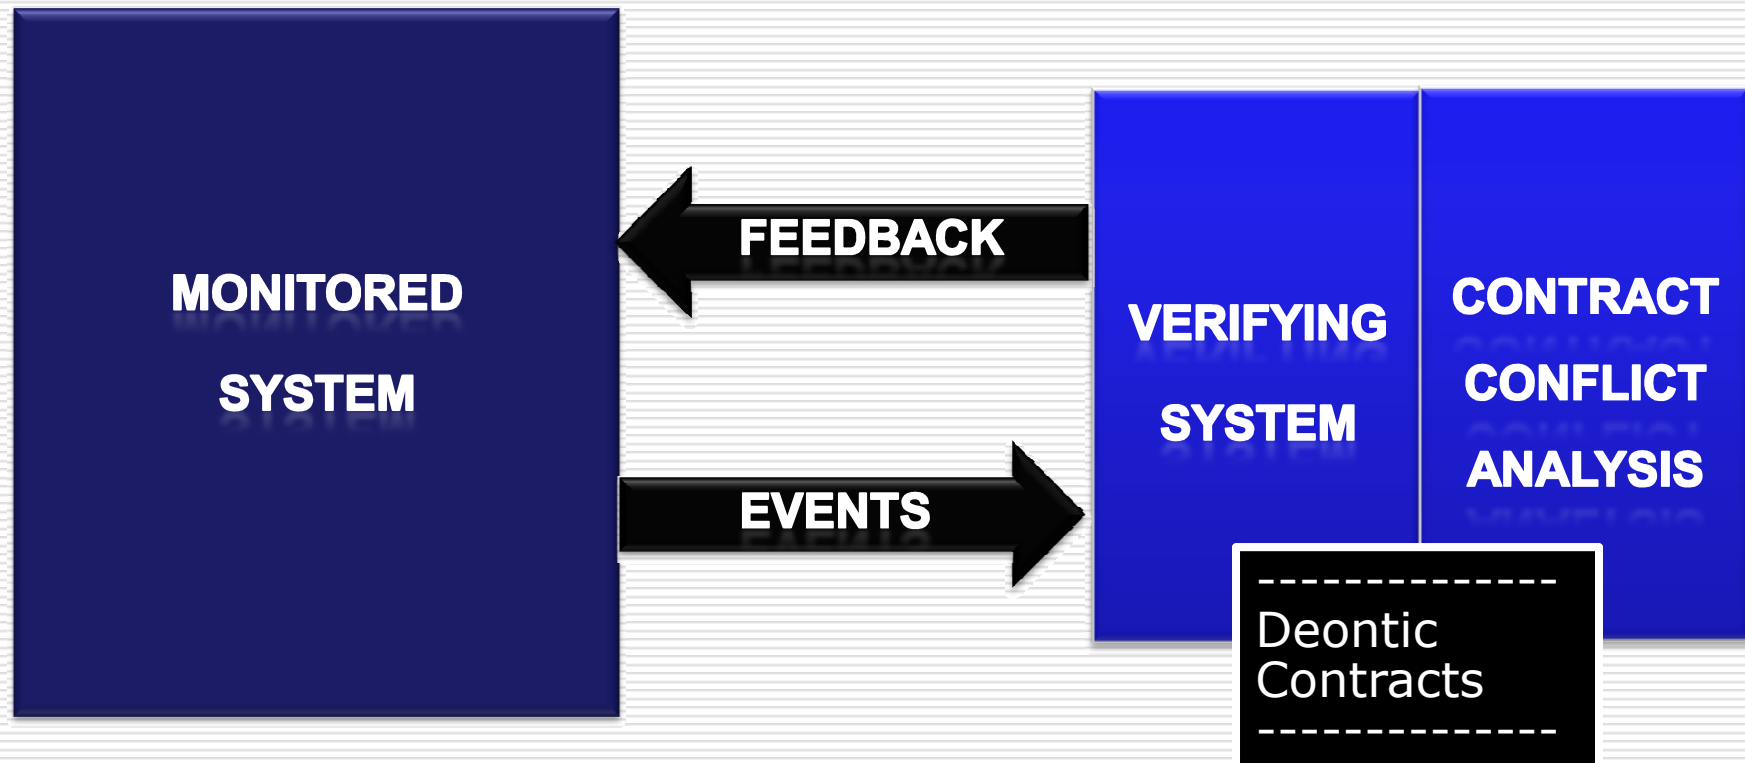 MONITORED
SYSTEM
FEEDBACK
EVENTS
VERIFYING
SYSTEM
CONTRACT
CONFLICT
ANALYSIS
--------------
Deontic
Contracts
--------------